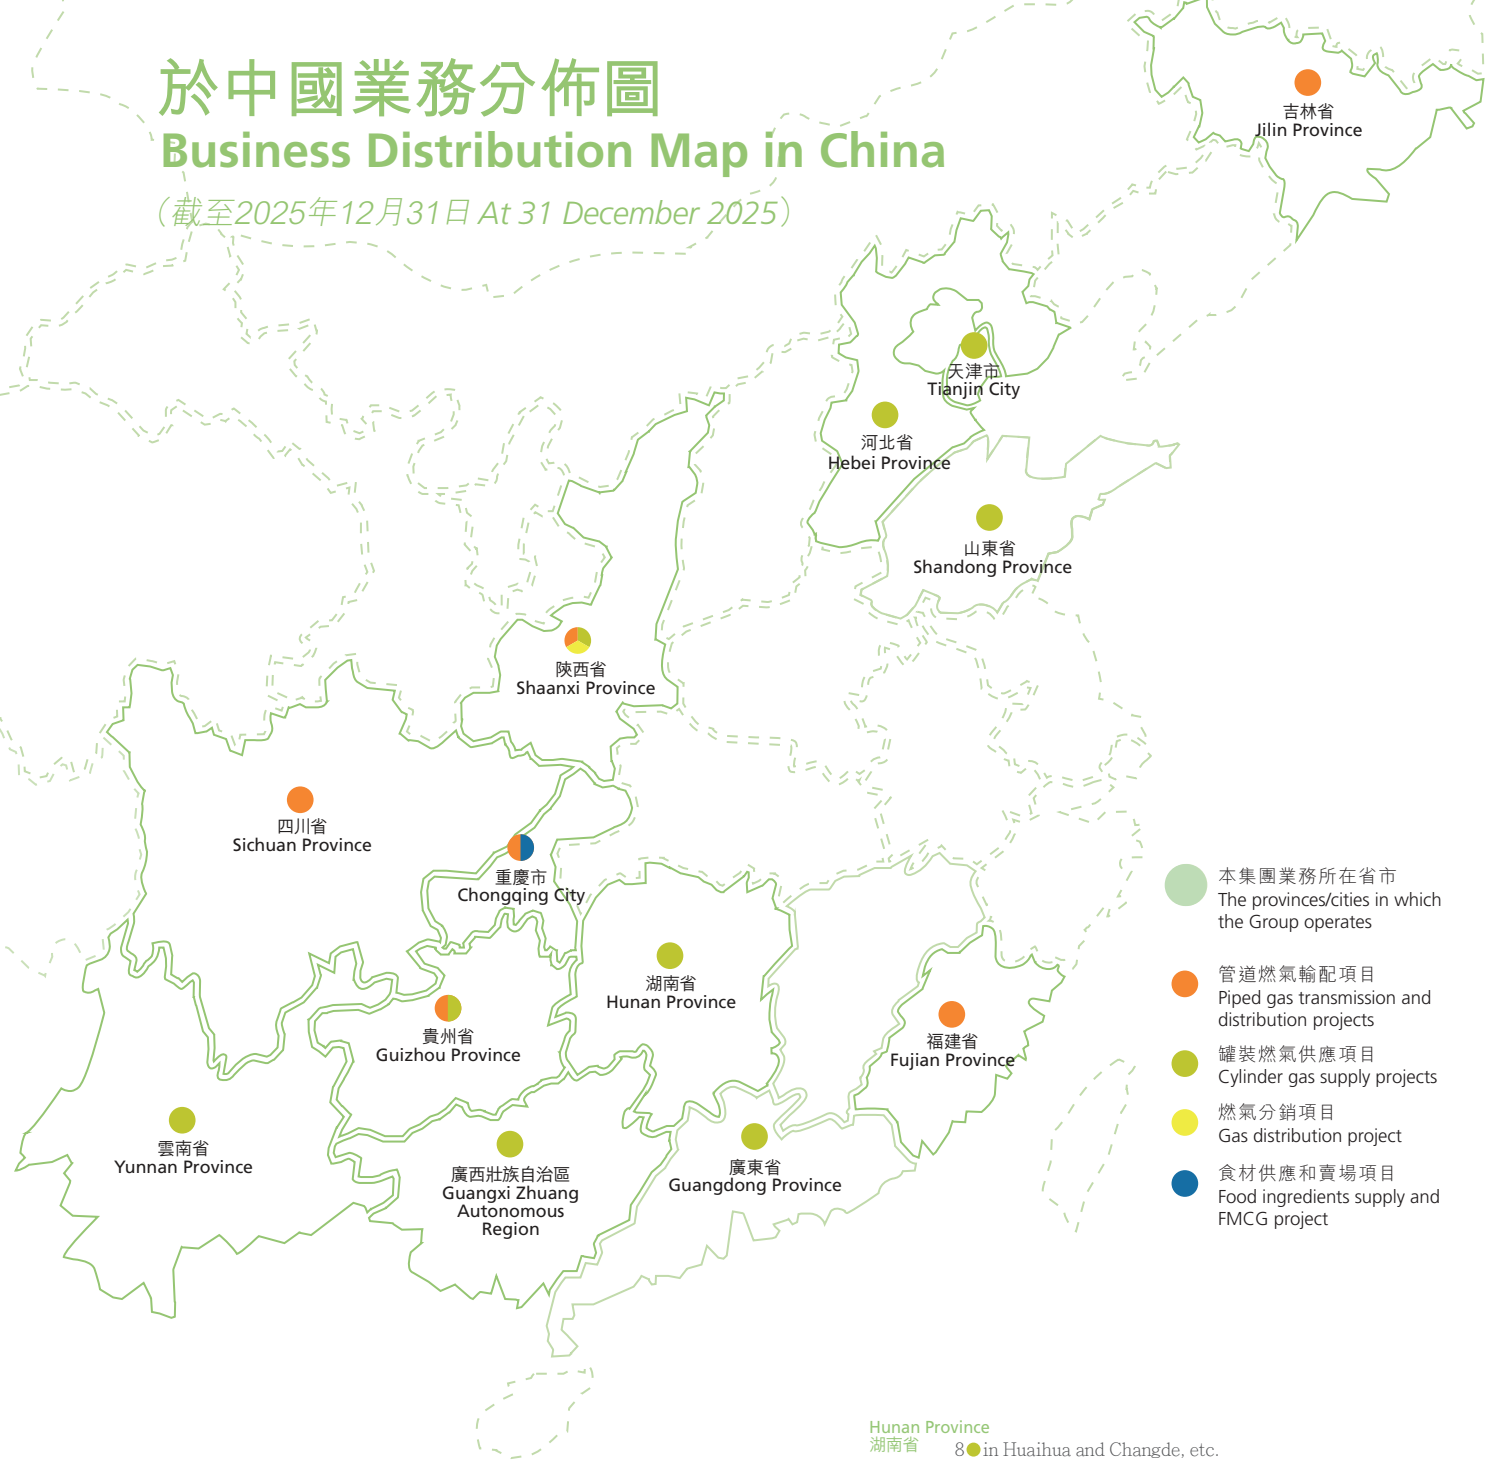 於中國業務分佈圖
Business Distribution Map in China
（截至2025年12月31日 At 31 December 2025）
吉林省
Jilin Province
天津市
Tianjin City
河北省
Hebei Province
山東省
Shandong Province
陝西省
Shaanxi Province
四川省
Sichuan Province
重慶市
Chongqing City
湖南省
Hunan Province
貴州省
Guizhou Province
福建省
Fujian Province
雲南省
Yunnan Province
廣西壯族自治區
Guangxi Zhuang
Autonomous
Region
廣東省
Guangdong Province
本集團業務所在省市
The provinces/cities in which
the Group operates
管道燃氣輸配項目
Piped gas transmission and
distribution projects
罐裝燃氣供應項目
Cylinder gas supply projects
燃氣分銷項目
Gas distribution project
食材供應和賣場項目
Food ingredients supply and
FMCG project
Hunan Province
湖南省
8 in Huaihua and Changde, etc.